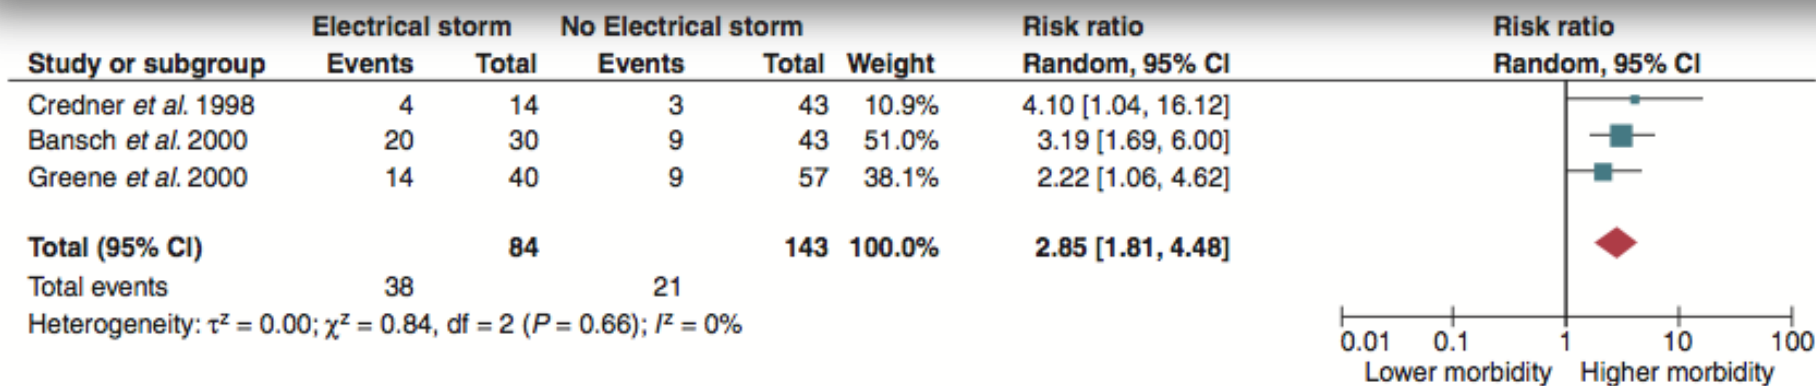 Electrical storm No Electrical storm Risk ratio Risk ratio
Study or subgroup Events Total Events Total Weight Random, 95% CI Random, 95% CI
Credner et al. 1998 4 14 3 43 10.9% 4.10 [1.04, 16.12]
Bansch et al. 2000 20 30 9 43 51.0% 3.19 [1.69, 6.00]
Greene et al. 2000 14 40 9 57 38.1% 2.22 [1.06, 4.62]
Total (95% CI) 84 143 100.0% 2.85 [1.81, 4.48]
Total events 38 21
Heterogeneity: τᶻ = 0.00; χᶻ = 0.84, df = 2 (P = 0.66); Iᶻ = 0%
0.01 0.1 1 10 100
Lower morbidity Higher morbidity